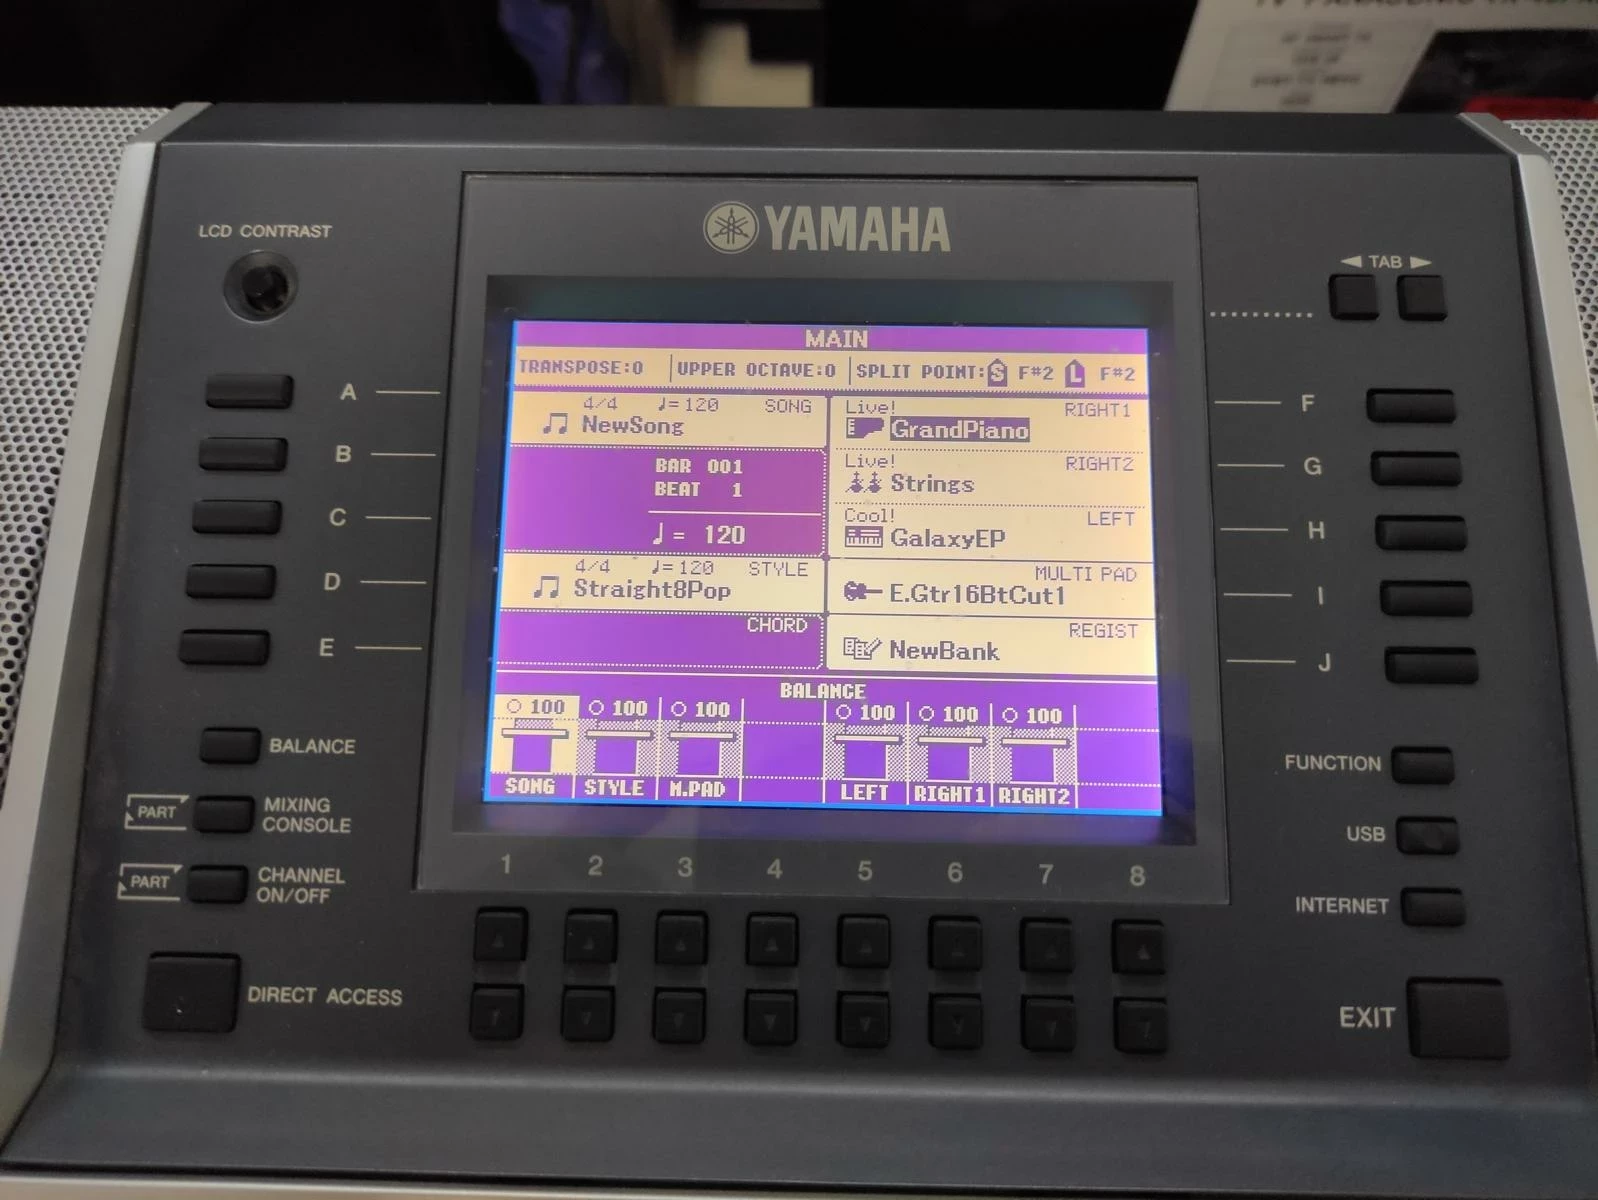 YAMAHA
LCD CONTRAST
◄ TAB ►
MAIN
TRANSPOSE:0 UPPER OCTAVE:0 SPLIT POINT:S F#2 L F#2
4/4 ♩=120 SONG
NewSong
BAR 001
BEAT 1
♩= 120
4/4 ♩=120 STYLE
Straight8Pop
CHORD
Live! RIGHT1
GrandPiano
Live! RIGHT2
Strings
Cool! LEFT
GalaxyEP
MULTI PAD
E.Gtr16BtCut1
REGIST
NewBank
BALANCE
100 100 100 100 100 100
SONG STYLE M.PAD LEFT RIGHT1 RIGHT2
A
B
C
D
E
F
G
H
I
J
BALANCE
PART MIXING
CONSOLE
PART CHANNEL
ON/OFF
DIRECT ACCESS
1 2 3 4 5 6 7 8
FUNCTION
USB
INTERNET
EXIT